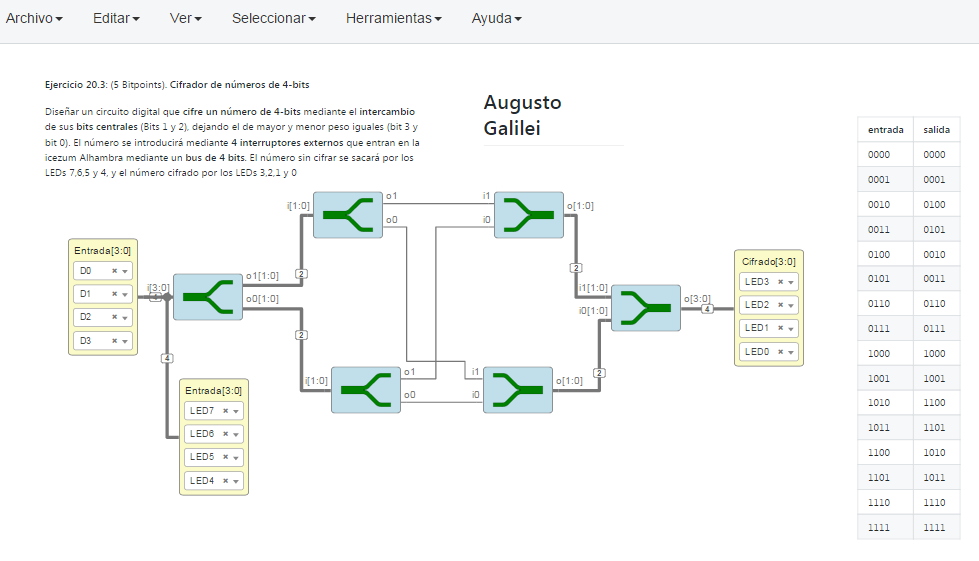 Archivo Editar Ver Seleccionar Herramientas Ayuda
Ejercicio 20.3: (5 Bitpoints). Cifrador de números de 4-bits
Diseñar un circuito digital que cifre un número de 4-bits mediante el intercambio
de sus bits centrales (Bits 1 y 2), dejando el de mayor y menor peso iguales (bit 3 y
bit 0). El número se introducirá mediante 4 interruptores externos que entran en la
icezum Alhambra mediante un bus de 4 bits. El número sin cifrar se sacará por los
LEDs 7,6,5 y 4, y el número cifrado por los LEDs 3,2,1 y 0
Augusto
Galilei
Entrada[3:0]
D0
D1
D2
D3
i[3:0]
4
4
Entrada[3:0]
LED7
LED6
LED5
LED4
o1[1:0]
o0[1:0]
2
2
i[1:0]
o1
o0
i[1:0]
o1
o0
i1
i0
o[1:0]
i1
i0
o[1:0]
2
2
i1[1:0]
i0[1:0]
o[3:0]
4
Cifrado[3:0]
LED3
LED2
LED1
LED0
entrada salida
0000 0000
0001 0001
0010 0100
0011 0101
0100 0010
0101 0011
0110 0110
0111 0111
1000 1000
1001 1001
1010 1100
1011 1101
1100 1010
1101 1011
1110 1110
1111 1111